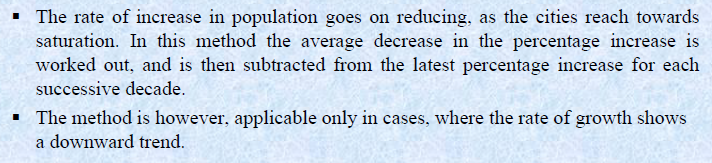 ▪ The rate of increase in population goes on reducing, as the cities reach towards
saturation. In this method the average decrease in the percentage increase is
worked out, and is then subtracted from the latest percentage increase for each
successive decade.
▪ The method is however, applicable only in cases, where the rate of growth shows
a downward trend.